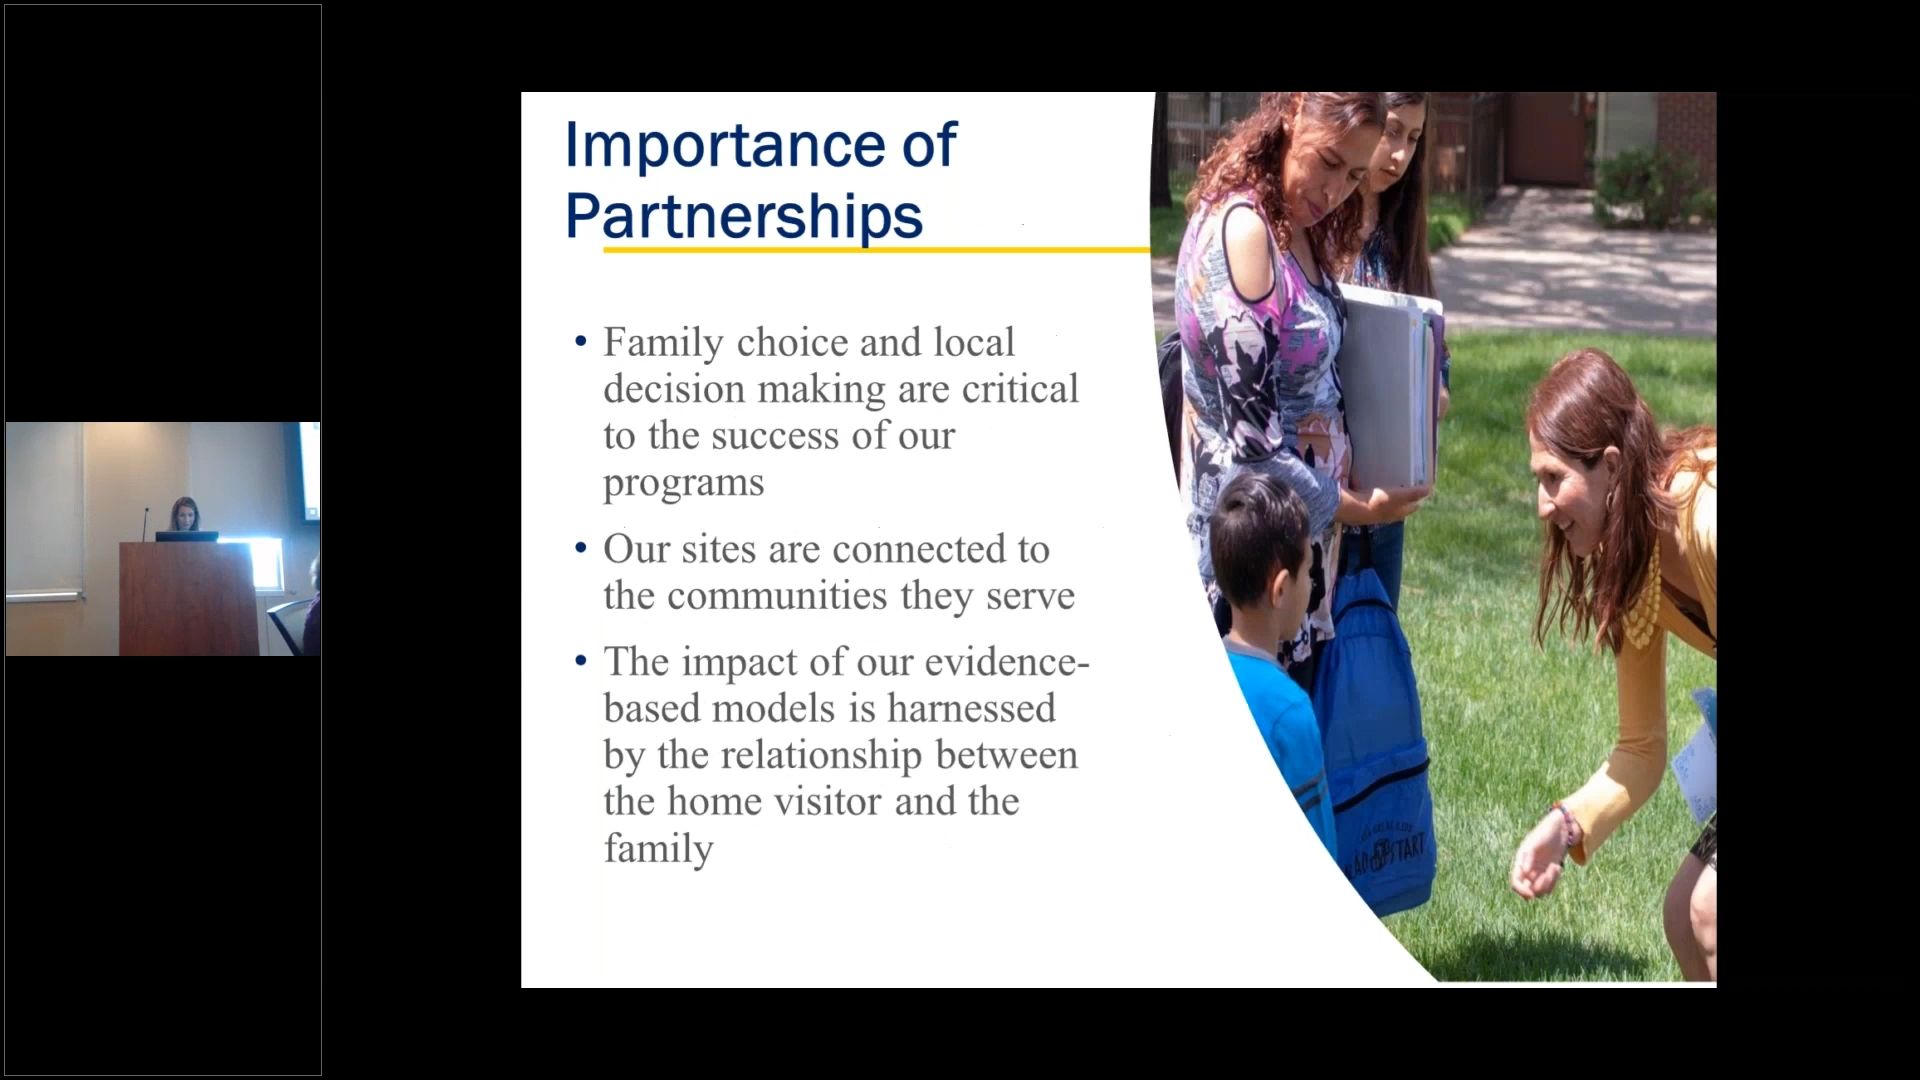 Importance of
Partnerships
• Family choice and local
decision making are critical
to the success of our
programs
• Our sites are connected to
the communities they serve
• The impact of our evidence-
based models is harnessed
by the relationship between
the home visitor and the
family
START